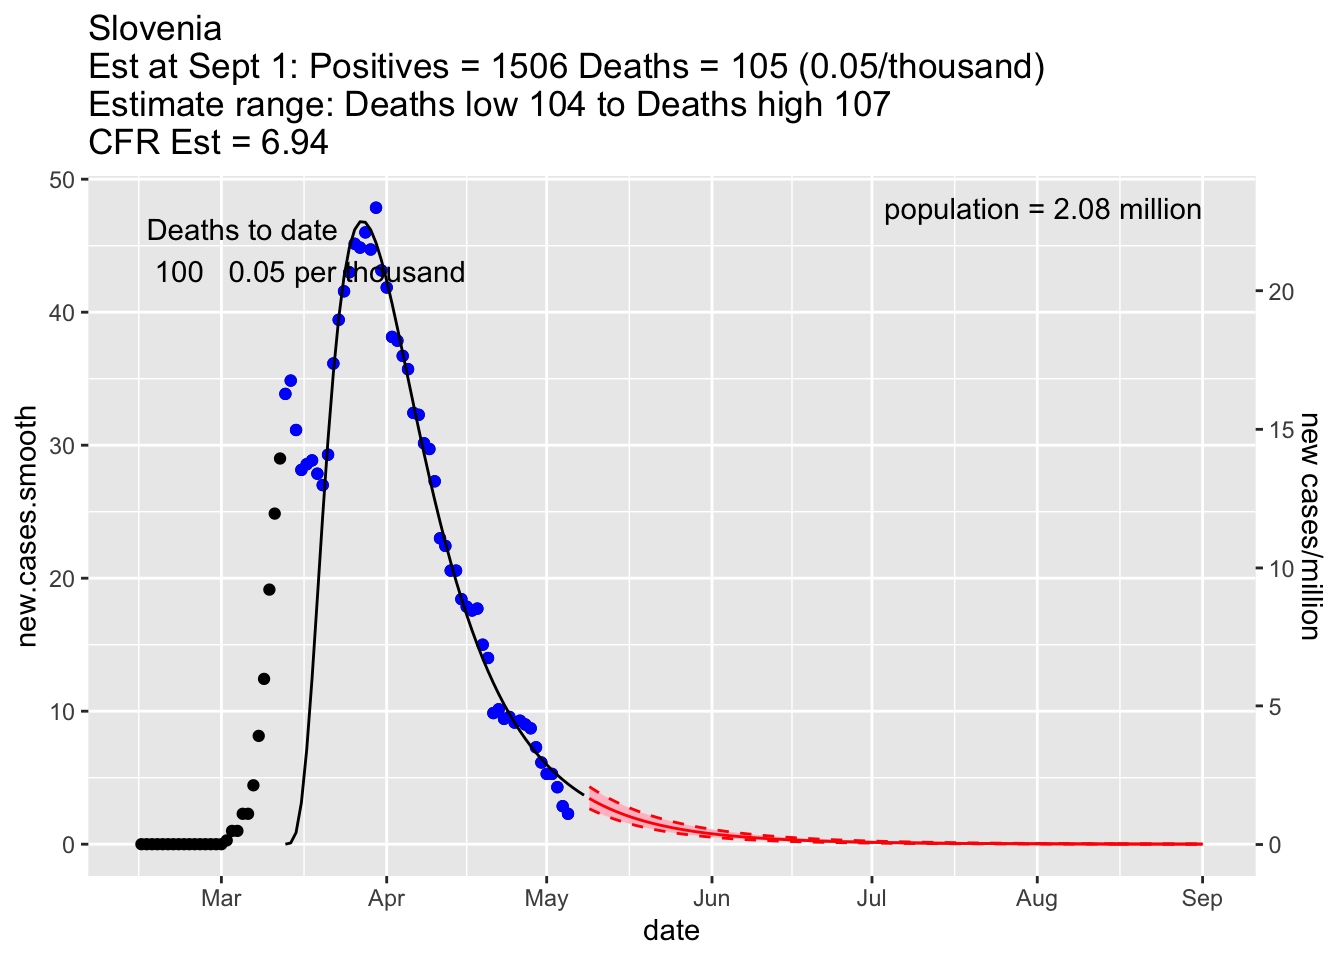 Slovenia
Est at Sept 1: Positives = 1506 Deaths = 105 (0.05/thousand)
Estimate range: Deaths low 104 to Deaths high 107
CFR Est = 6.94
50
40
30
20
10
0
new.cases.smooth
Deaths to date
100 0.05 per thousand
population = 2.08 million
20
15
10
5
0
new cases/million
Mar Apr May Jun Jul Aug Sep
date